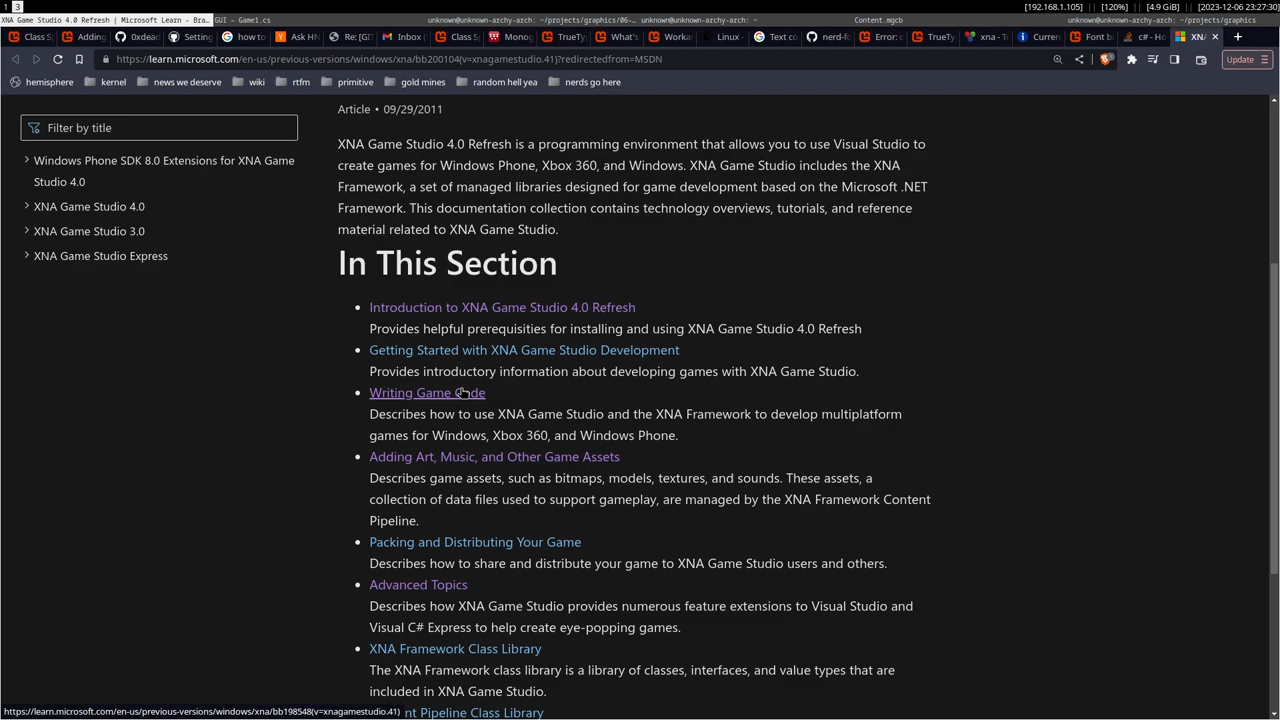 1 3 [192.168.1.105] || [120%] || [4.9 GiB] || [2023-12-06 23:27:30]
XNA Game Studio 4.0 Refresh | Microsoft Learn - Bra... GUI - Game1.cs unknown@unknown-archy-arch: ~/projects/graphics/06- unknown@unknown-archy-arch: ~ Content.mgcb unknown@unknown-archy-arch: ~/projects/graphics
Class S Adding 0xdead Setting how to Ask HN Re: [GIT Inbox ( Class S Monog TrueTy What's Worka Linux - Text co nerd-fo Error: c TrueTy xna - T Curren Font b c# - Ho XNA
https://learn.microsoft.com/en-us/previous-versions/windows/xna/bb200104(v=xnagamestudio.41)?redirectedfrom=MSDN Update
hemisphere kernel news we deserve wiki rtfm primitive gold mines random hell yea nerds go here
Filter by title
Windows Phone SDK 8.0 Extensions for XNA Game
Studio 4.0
XNA Game Studio 4.0
XNA Game Studio 3.0
XNA Game Studio Express
Article • 09/29/2011
XNA Game Studio 4.0 Refresh is a programming environment that allows you to use Visual Studio to
create games for Windows Phone, Xbox 360, and Windows. XNA Game Studio includes the XNA
Framework, a set of managed libraries designed for game development based on the Microsoft .NET
Framework. This documentation collection contains technology overviews, tutorials, and reference
material related to XNA Game Studio.
In This Section
• Introduction to XNA Game Studio 4.0 Refresh
Provides helpful prerequisities for installing and using XNA Game Studio 4.0 Refresh
• Getting Started with XNA Game Studio Development
Provides introductory information about developing games with XNA Game Studio.
• Writing Game Code
Describes how to use XNA Game Studio and the XNA Framework to develop multiplatform
games for Windows, Xbox 360, and Windows Phone.
• Adding Art, Music, and Other Game Assets
Describes game assets, such as bitmaps, models, textures, and sounds. These assets, a
collection of data files used to support gameplay, are managed by the XNA Framework Content
Pipeline.
• Packing and Distributing Your Game
Describes how to share and distribute your game to XNA Game Studio users and others.
• Advanced Topics
Describes how XNA Game Studio provides numerous feature extensions to Visual Studio and
Visual C# Express to help create eye-popping games.
• XNA Framework Class Library
The XNA Framework class library is a library of classes, interfaces, and value types that are
included in XNA Game Studio.
nt Pipeline Class Library
https://learn.microsoft.com/en-us/previous-versions/windows/xna/bb198548(v=xnagamestudio.41)